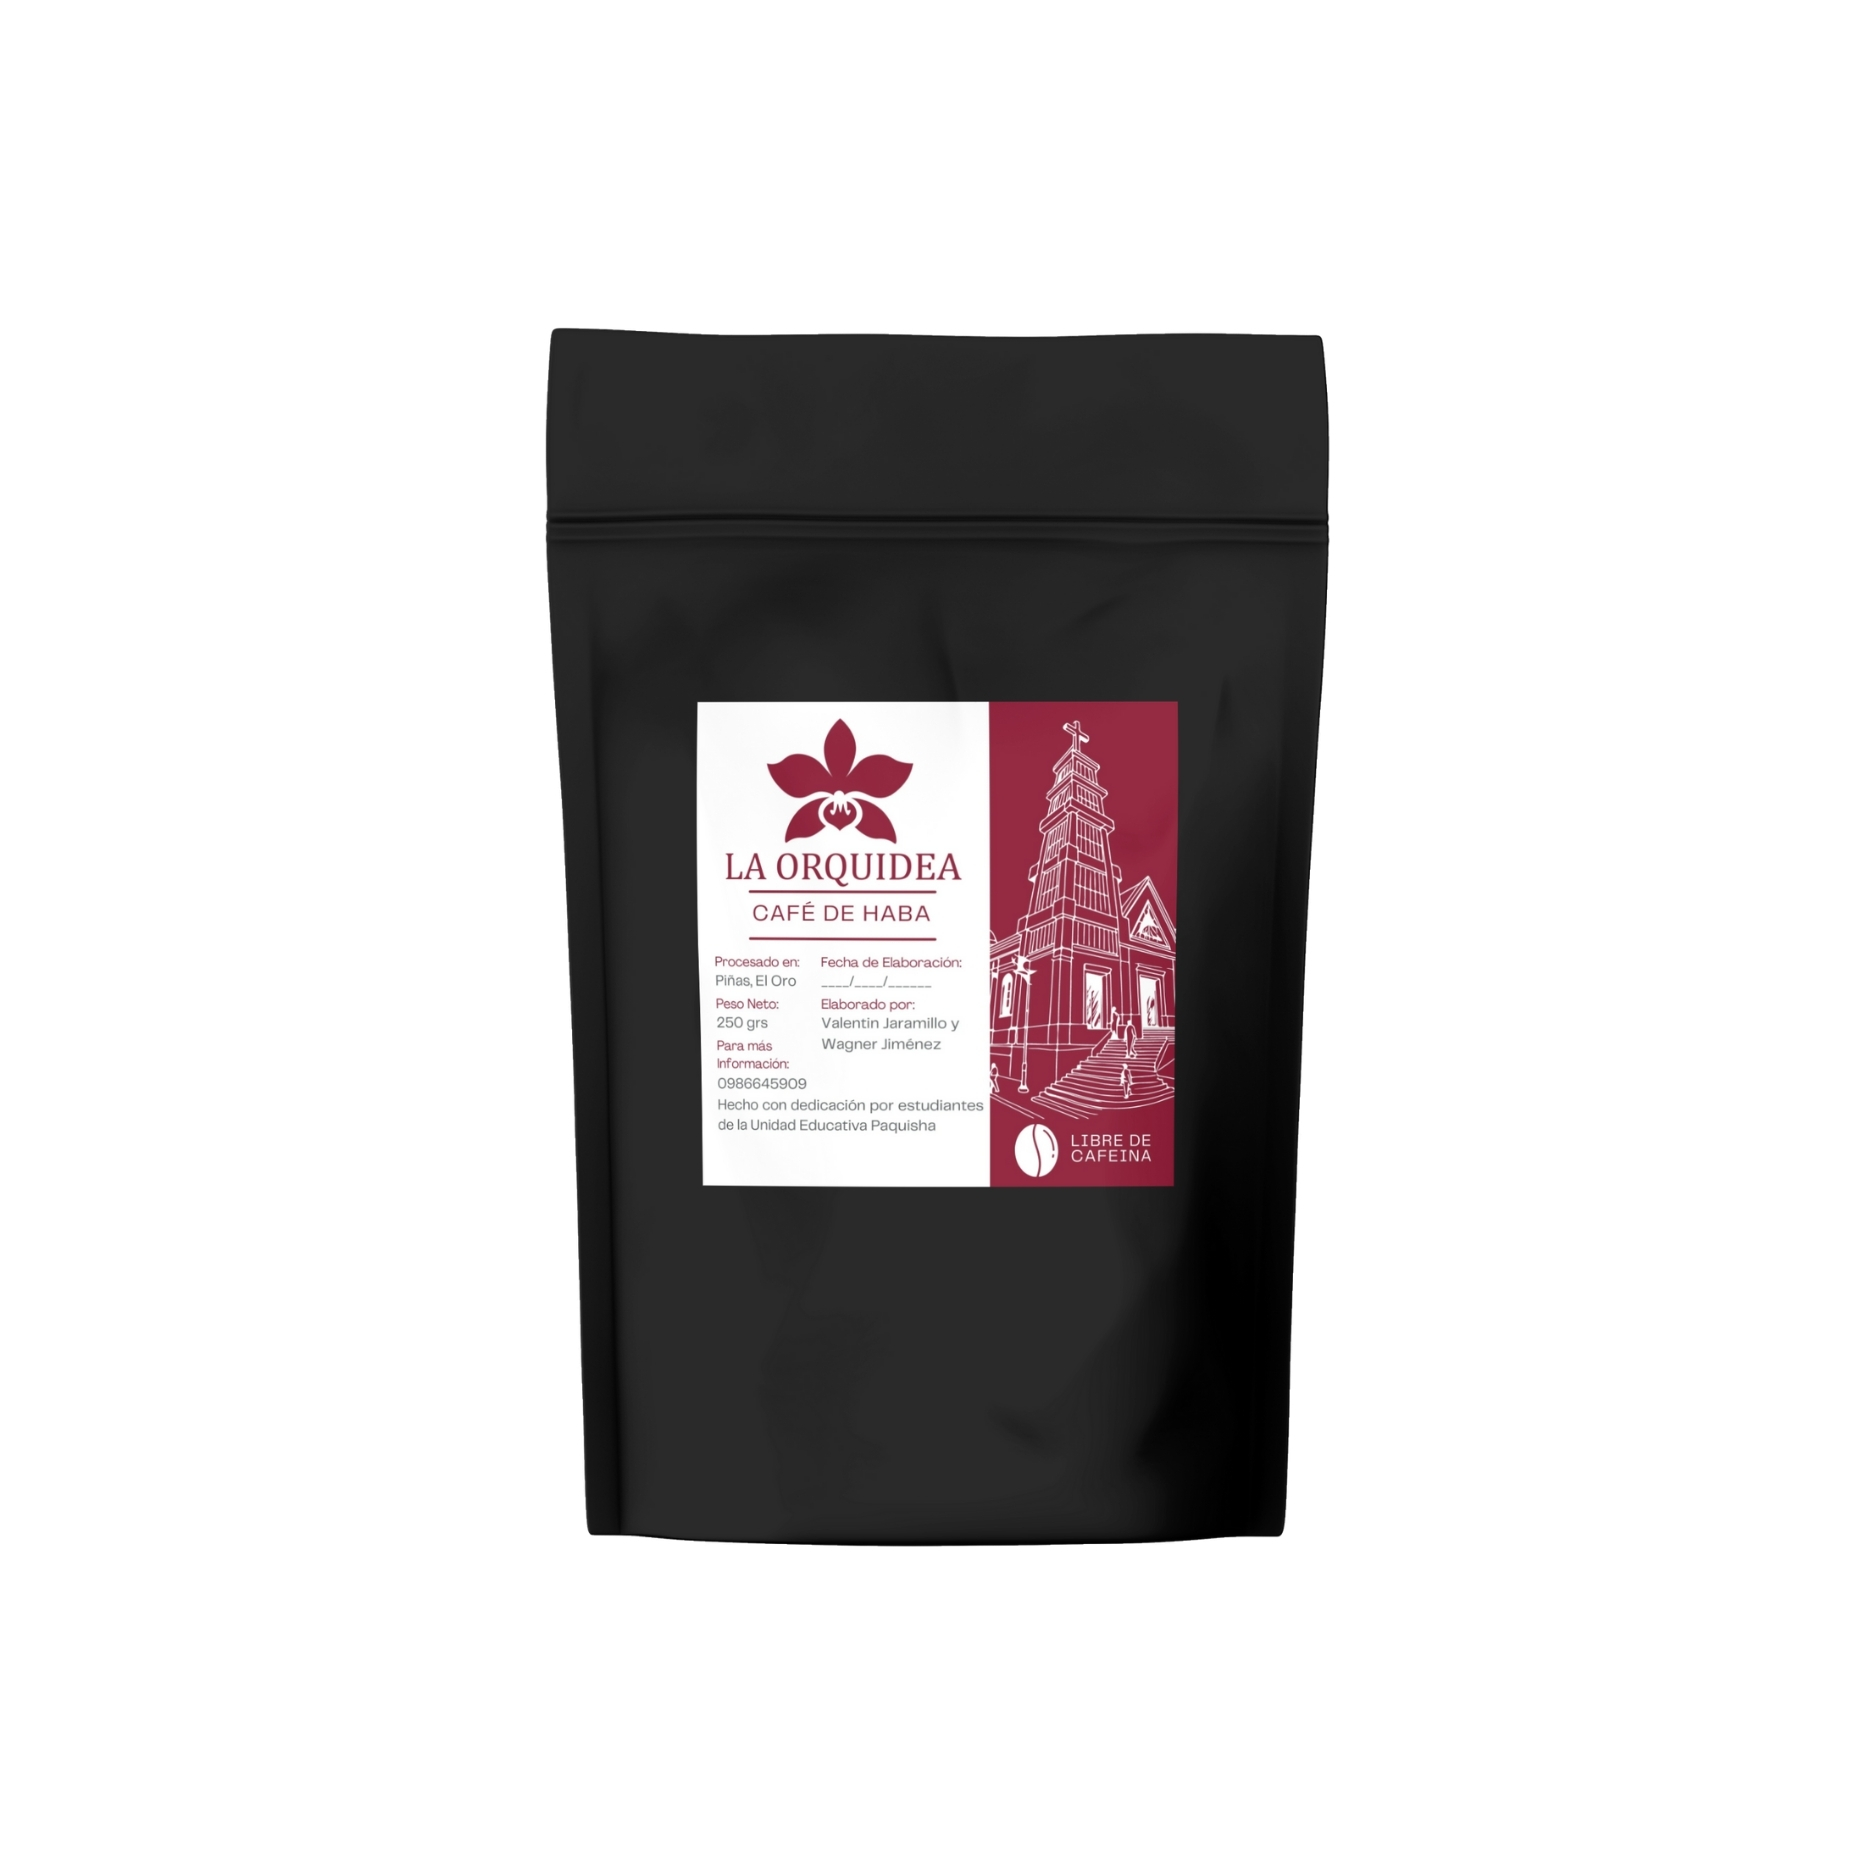 LA ORQUIDEA
CAFÉ DE HABA
Procesado en:
Piñas, El Oro
Peso Neto:
250 grs
Para más
Información:
0986645909
Fecha de Elaboración:
____/____/______
Elaborado por:
Valentin Jaramillo y
Wagner Jiménez
Hecho con dedicación por estudiantes
de la Unidad Educativa Paquisha
LIBRE DE
CAFEINA